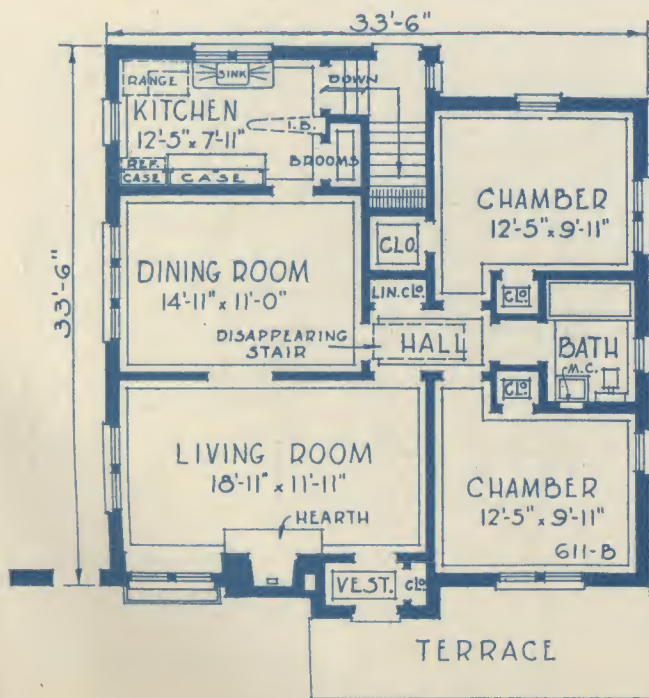 33'-6"
RANGE
SINK
DOWN
KITCHEN
12'-5" x 7'-11"
I.B.
BROOMS
REF.
CASE
CASE
CHAMBER
12'-5" x 9'-11"
33'-6"
CLO.
DINING ROOM
14'-11" x 11'-0"
LIN.CLO
CLO
DISAPPEARING
STAIR
HALL
BATH
M.C.
CLO
LIVING ROOM
18'-11" x 11'-11"
CHAMBER
12'-5" x 9'-11"
HEARTH
611-B
VEST.
CLO
TERRACE